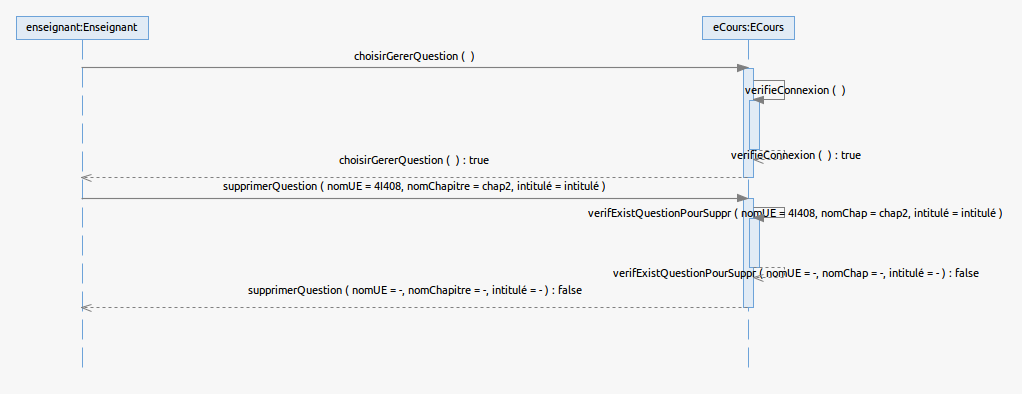 enseignant:Enseignant
eCours:ECours
choisirGererQuestion ( )
verifieConnexion ( )
verifieConnexion ( ) : true
choisirGererQuestion ( ) : true
supprimerQuestion ( nomUE = 4I408, nomChapitre = chap2, intitulé = intitulé )
verifExistQuestionPourSuppr ( nomUE = 4I408, nomChap = chap2, intitulé = intitulé )
verifExistQuestionPourSuppr ( nomUE = -, nomChap = -, intitulé = - ) : false
supprimerQuestion ( nomUE = -, nomChapitre = -, intitulé = - ) : false